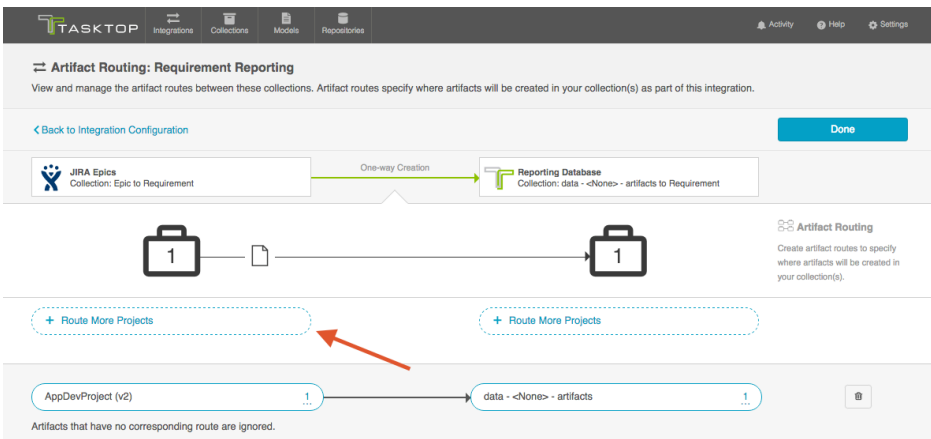 TASKTOP
Integrations
Collections
Models
Repositories
Activity
Help
Settings
Artifact Routing: Requirement Reporting
View and manage the artifact routes between these collections. Artifact routes specify where artifacts will be created in your collection(s) as part of this integration.
Back to Integration Configuration
Done
JIRA Epics
Collection: Epic to Requirement
One-way Creation
Reporting Database
Collection: data - <None> - artifacts to Requirement
1
1
Artifact Routing
Create artifact routes to specify
where artifacts will be created in
your collection(s).
+ Route More Projects
+ Route More Projects
AppDevProject (v2)
1
data - <None> - artifacts
1
Artifacts that have no corresponding route are ignored.